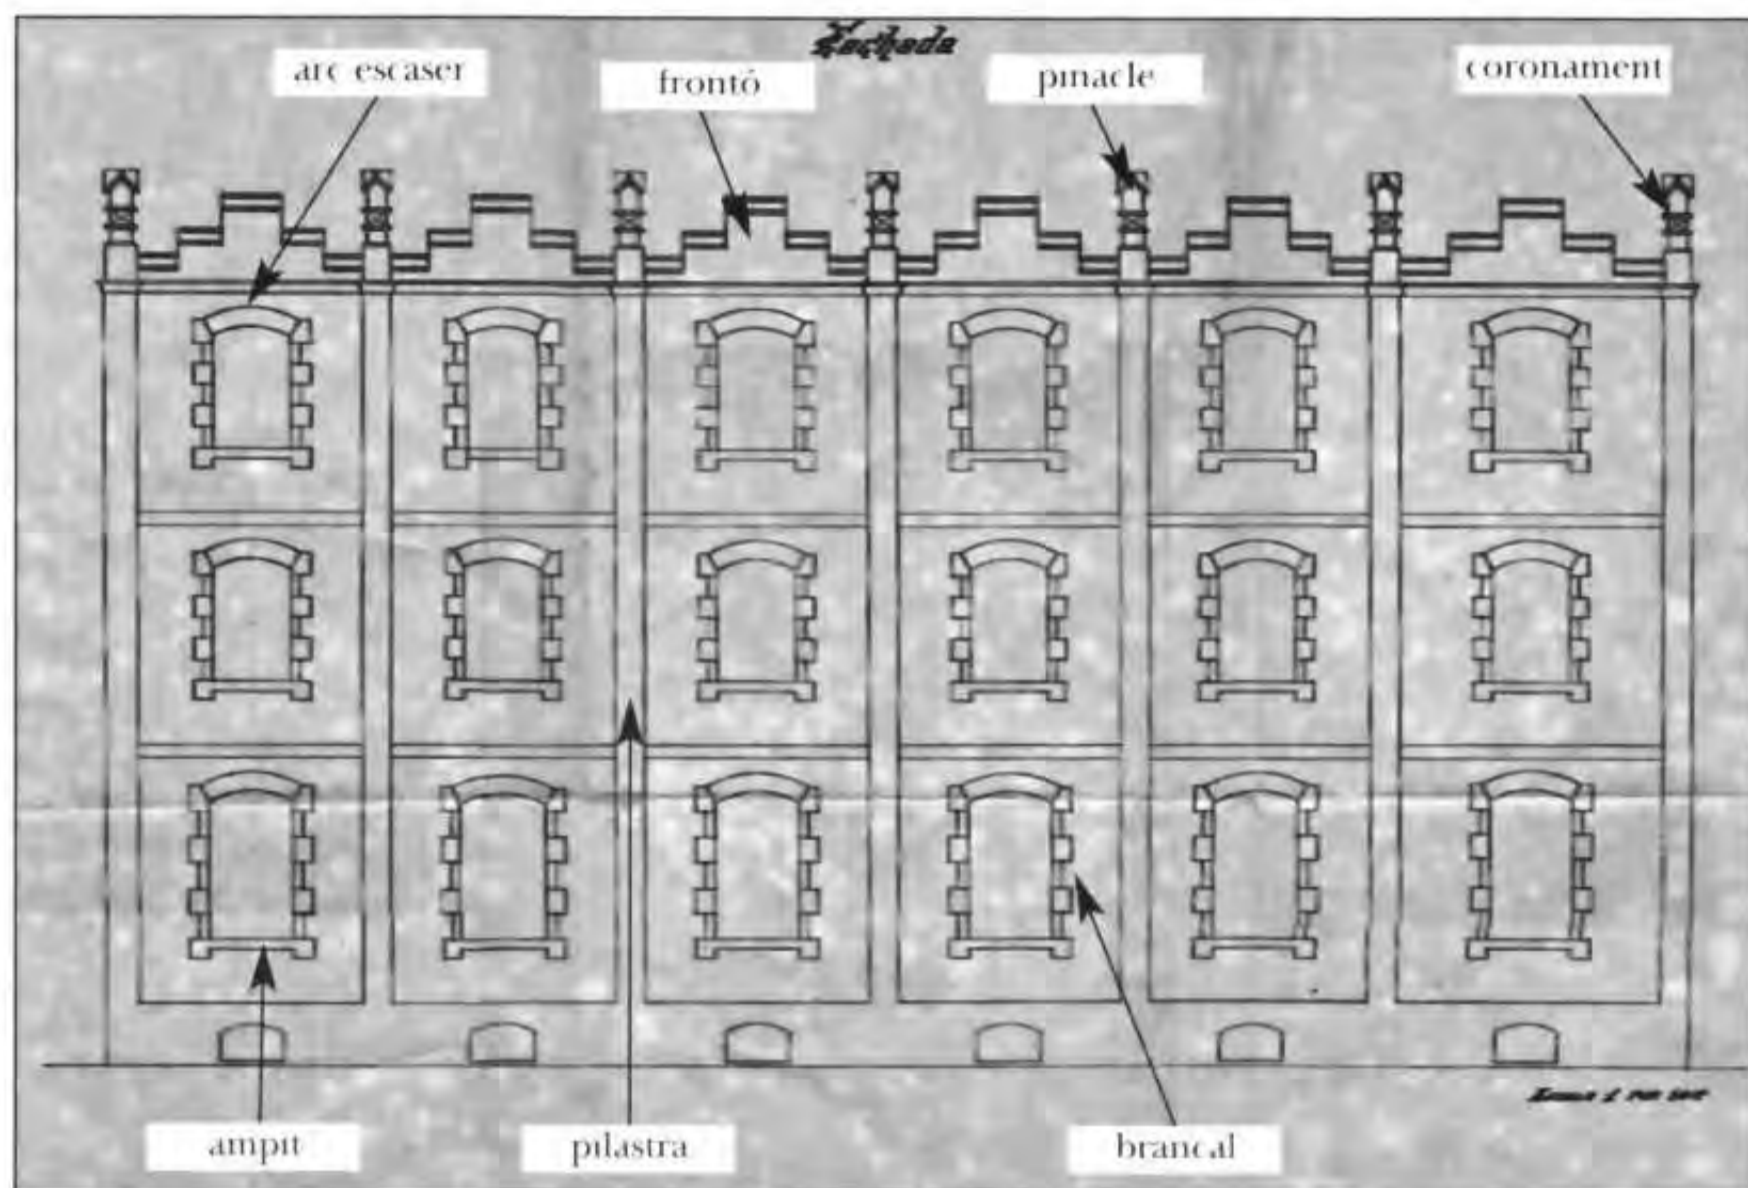 Fachada
arc escaser
frontó
pinacle
coronament
ampit
pilastra
brancal